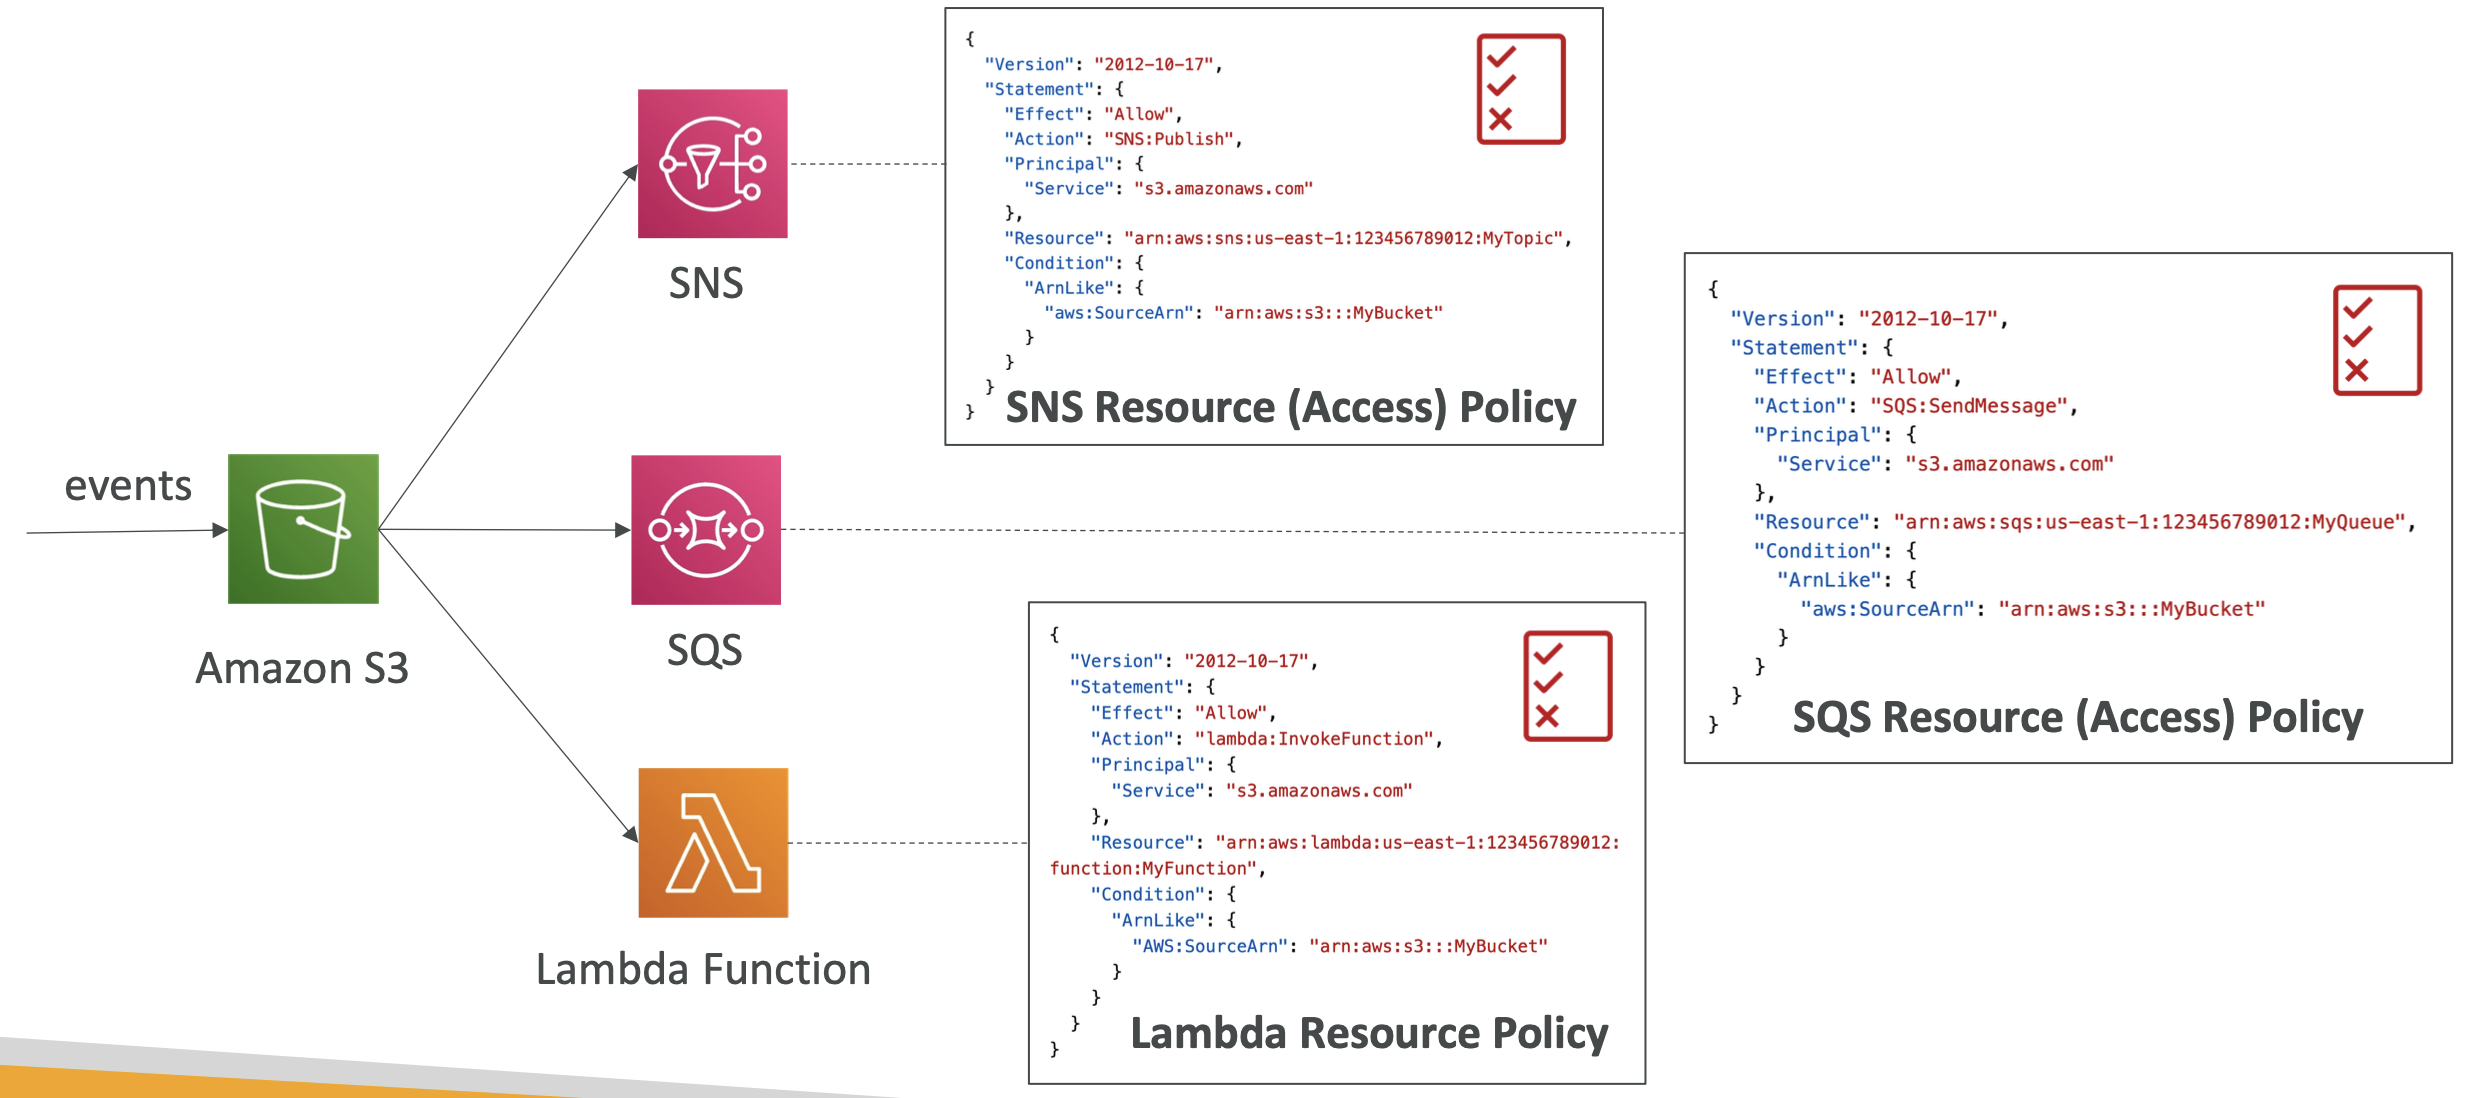 events
Amazon S3
SNS
SQS
Lambda Function
{
  "Version": "2012-10-17",
  "Statement": {
    "Effect": "Allow",
    "Action": "SNS:Publish",
    "Principal": {
      "Service": "s3.amazonaws.com"
    },
    "Resource": "arn:aws:sns:us-east-1:123456789012:MyTopic",
    "Condition": {
      "ArnLike": {
        "aws:SourceArn": "arn:aws:s3:::MyBucket"
      }
    }
  }
}
SNS Resource (Access) Policy
{
  "Version": "2012-10-17",
  "Statement": {
    "Effect": "Allow",
    "Action": "SQS:SendMessage",
    "Principal": {
      "Service": "s3.amazonaws.com"
    },
    "Resource": "arn:aws:sqs:us-east-1:123456789012:MyQueue",
    "Condition": {
      "ArnLike": {
        "aws:SourceArn": "arn:aws:s3:::MyBucket"
      }
    }
  }
}
SQS Resource (Access) Policy
{
  "Version": "2012-10-17",
  "Statement": {
    "Effect": "Allow",
    "Action": "lambda:InvokeFunction",
    "Principal": {
      "Service": "s3.amazonaws.com"
    },
    "Resource": "arn:aws:lambda:us-east-1:123456789012:
function:MyFunction",
    "Condition": {
      "ArnLike": {
        "AWS:SourceArn": "arn:aws:s3:::MyBucket"
      }
    }
  }
}
Lambda Resource Policy